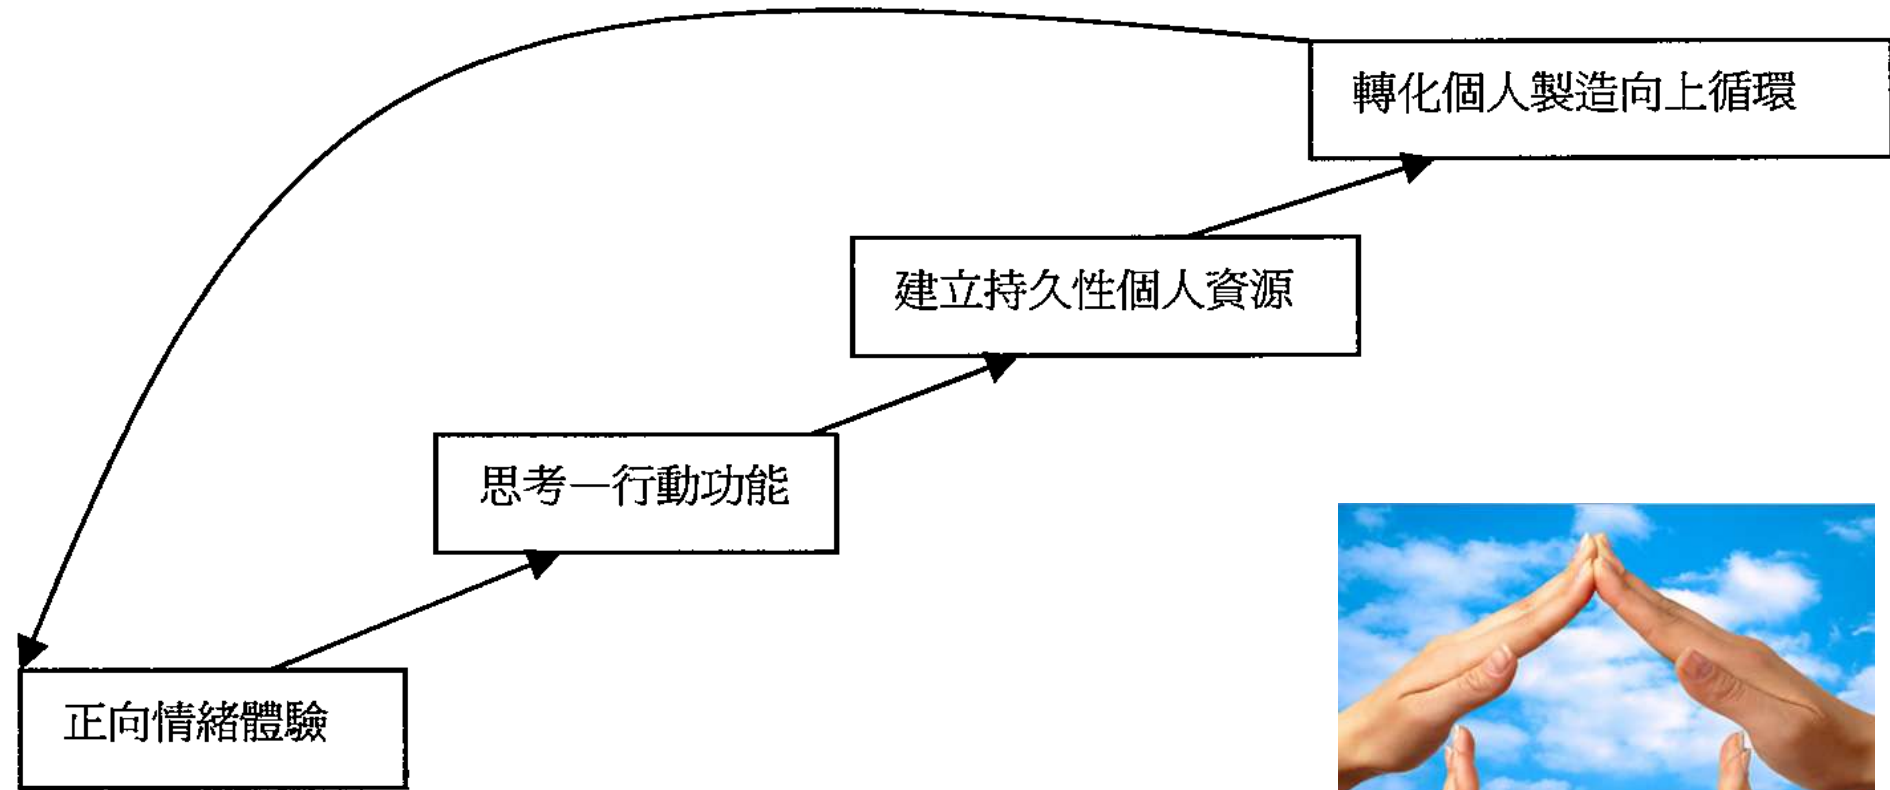 轉化個人製造向上循環
建立持久性個人資源
思考—行動功能
正向情緒體驗